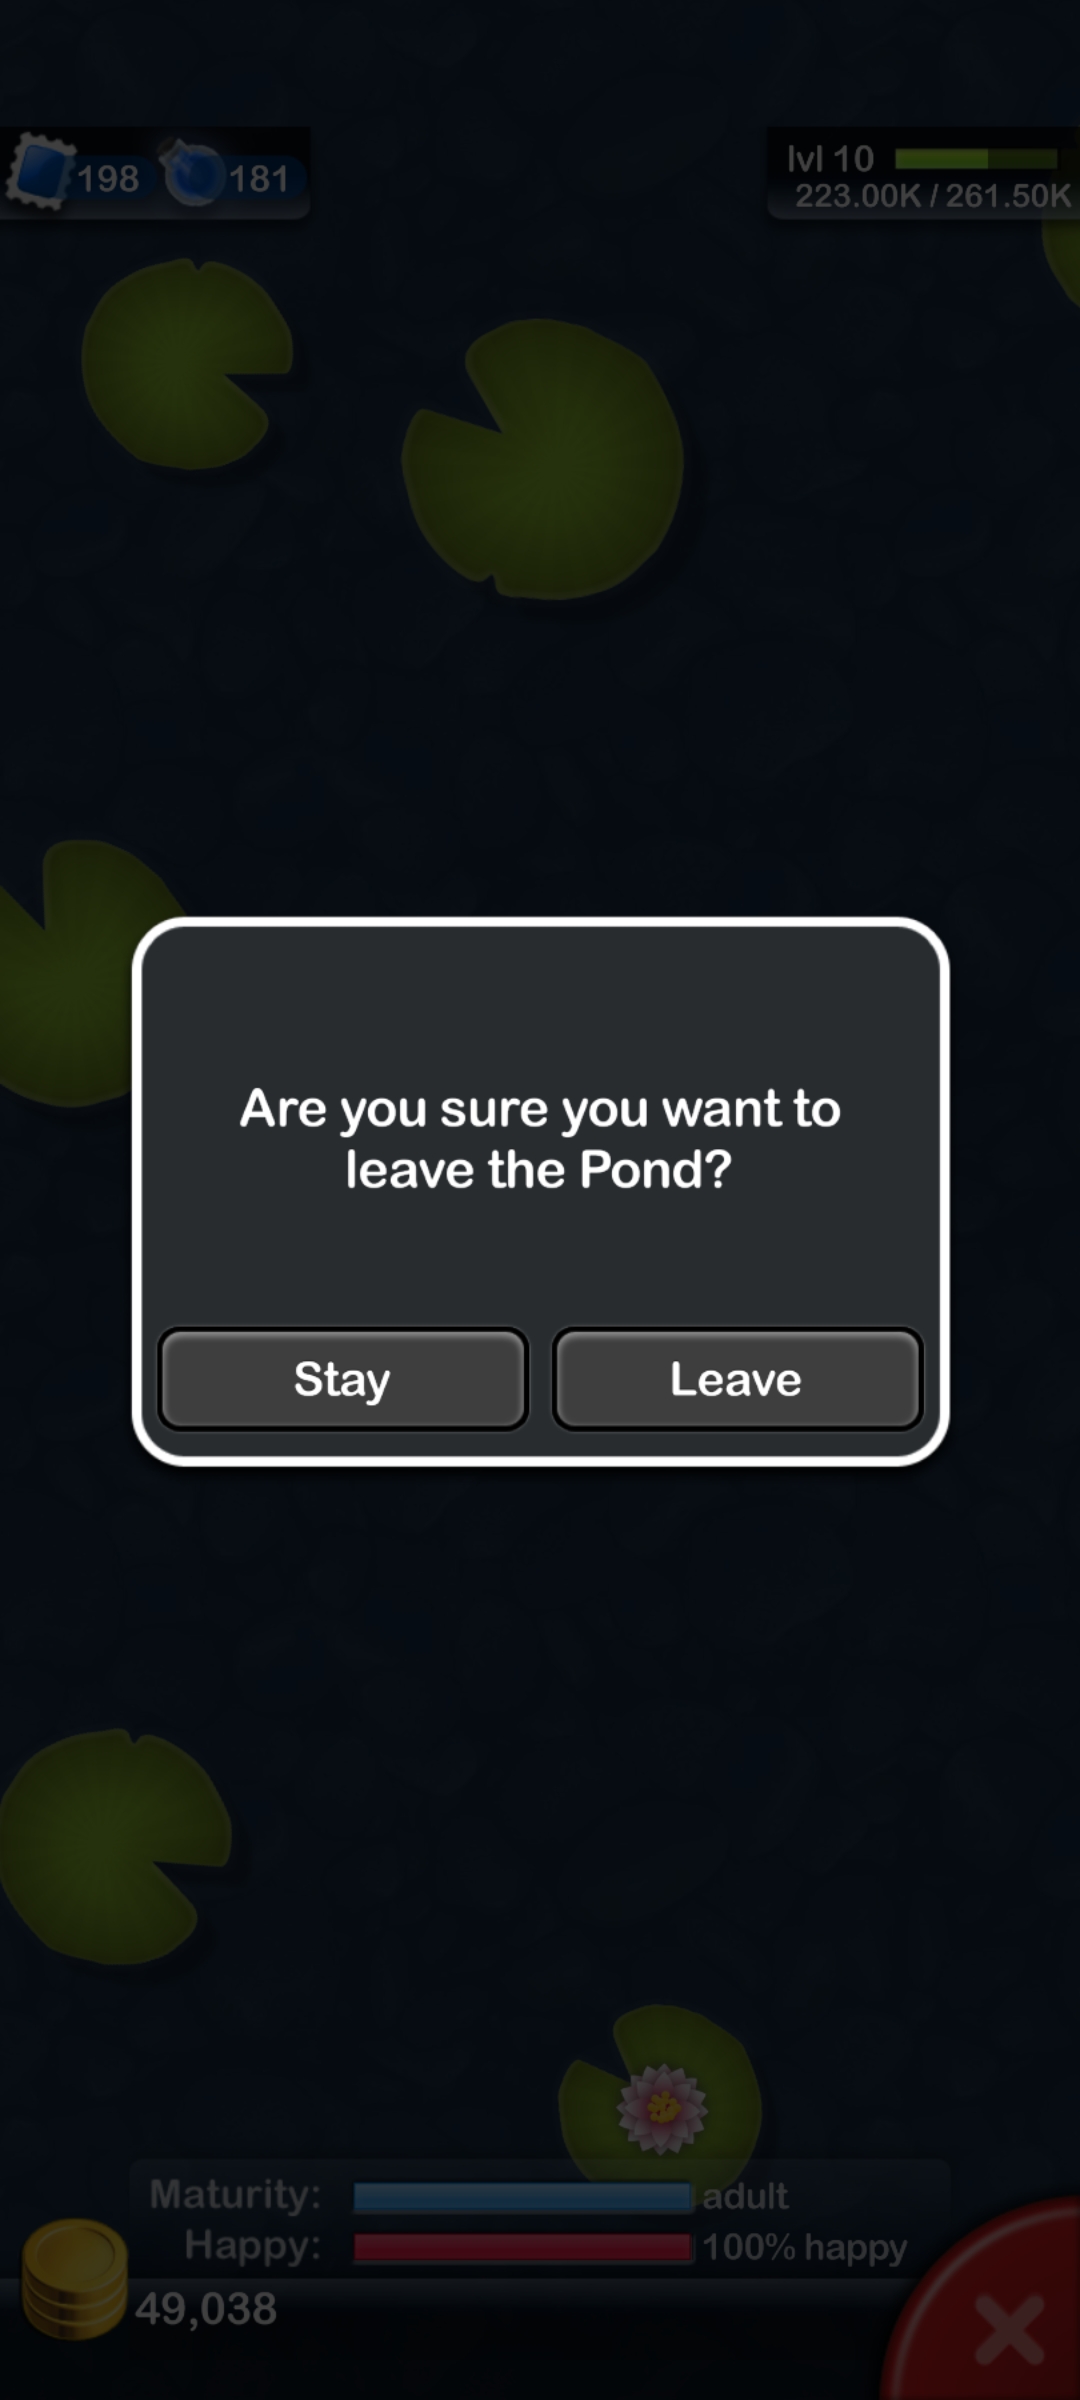 198 181
lvl 10
223.00K / 261.50K
Are you sure you want to
leave the Pond?
Stay Leave
Maturity: adult
Happy: 100% happy
49,038